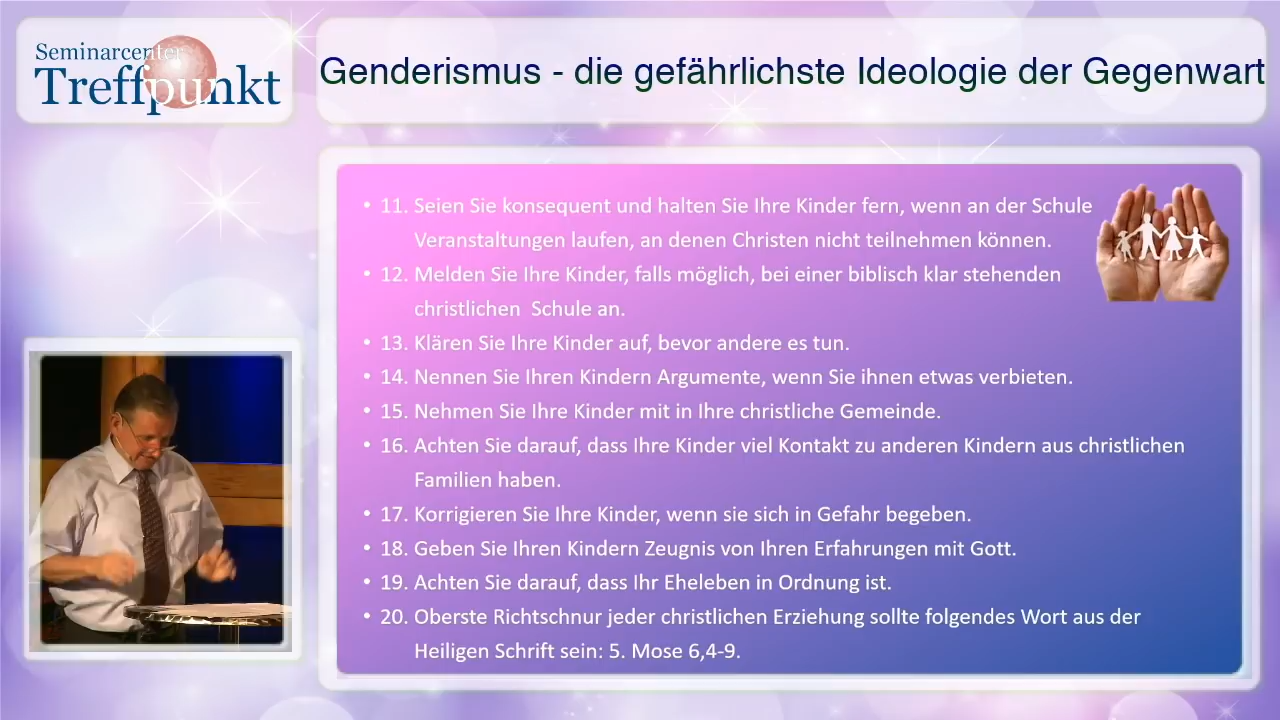 Seminarcenter
Treffpunkt
Genderismus - die gefährlichste Ideologie der Gegenwart
• 11. Seien Sie konsequent und halten Sie Ihre Kinder fern, wenn an der Schule
Veranstaltungen laufen, an denen Christen nicht teilnehmen können.
• 12. Melden Sie Ihre Kinder, falls möglich, bei einer biblisch klar stehenden
christlichen  Schule an.
• 13. Klären Sie Ihre Kinder auf, bevor andere es tun.
• 14. Nennen Sie Ihren Kindern Argumente, wenn Sie ihnen etwas verbieten.
• 15. Nehmen Sie Ihre Kinder mit in Ihre christliche Gemeinde.
• 16. Achten Sie darauf, dass Ihre Kinder viel Kontakt zu anderen Kindern aus christlichen
Familien haben.
• 17. Korrigieren Sie Ihre Kinder, wenn sie sich in Gefahr begeben.
• 18. Geben Sie Ihren Kindern Zeugnis von Ihren Erfahrungen mit Gott.
• 19. Achten Sie darauf, dass Ihr Eheleben in Ordnung ist.
• 20. Oberste Richtschnur jeder christlichen Erziehung sollte folgendes Wort aus der
Heiligen Schrift sein: 5. Mose 6,4-9.